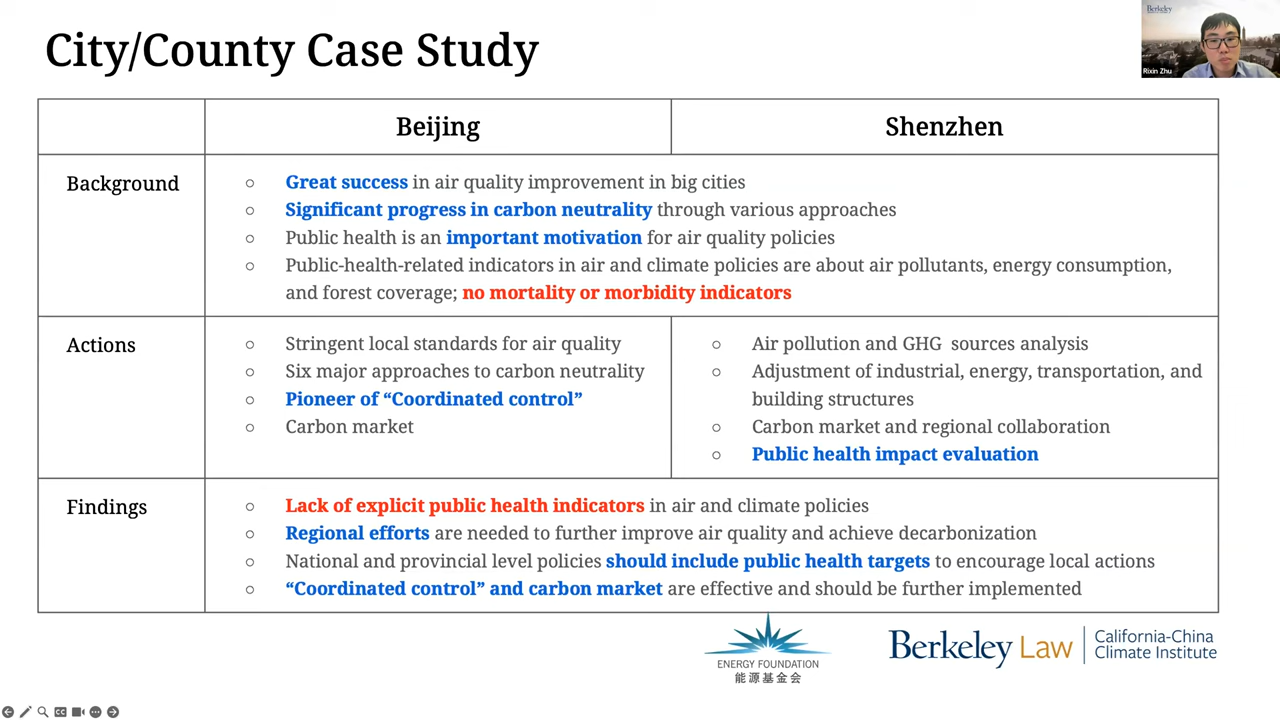 City/County Case Study
Berkeley
Rixin Zhu
Beijing
Shenzhen
Background
○ Great success in air quality improvement in big cities
○ Significant progress in carbon neutrality through various approaches
○ Public health is an important motivation for air quality policies
○ Public-health-related indicators in air and climate policies are about air pollutants, energy consumption,
and forest coverage; no mortality or morbidity indicators
Actions
○ Stringent local standards for air quality
○ Six major approaches to carbon neutrality
○ Pioneer of “Coordinated control”
○ Carbon market
○ Air pollution and GHG sources analysis
○ Adjustment of industrial, energy, transportation, and
building structures
○ Carbon market and regional collaboration
○ Public health impact evaluation
Findings
○ Lack of explicit public health indicators in air and climate policies
○ Regional efforts are needed to further improve air quality and achieve decarbonization
○ National and provincial level policies should include public health targets to encourage local actions
○ “Coordinated control” and carbon market are effective and should be further implemented
ENERGY FOUNDATION
能源基金会
Berkeley Law
California-China
Climate Institute